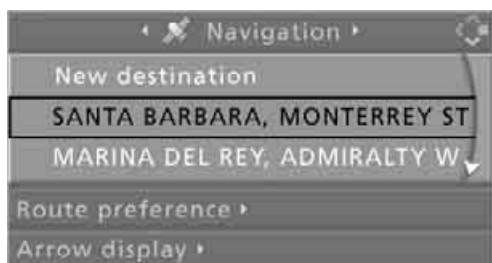 Navigation
New destination
SANTA BARBARA, MONTERREY ST
MARINA DEL REY, ADMIRALTY W
Route preference
Arrow display